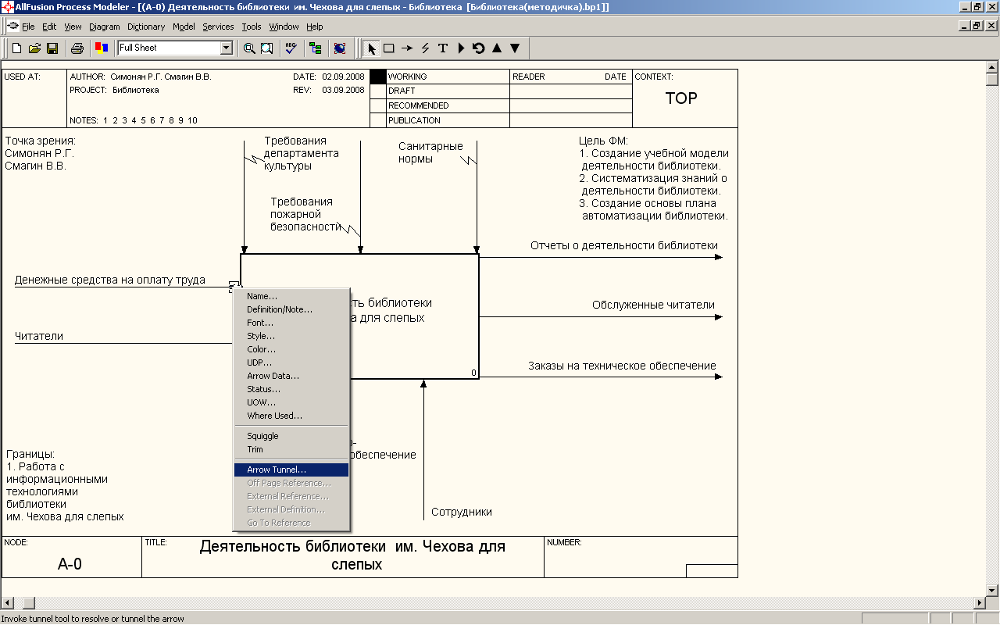 AllFusion Process Modeler - [(A-0) Деятельность библиотеки им. Чехова для слепых - Библиотека [Библиотека(методичка).bp1]]
File Edit View Diagram Dictionary Model Services Tools Window Help
Full Sheet
ABC
T
USED AT:
AUTHOR: Симонян Р.Г. Смагин В.В.
DATE: 02.09.2008
PROJECT: Библиотека
REV: 03.09.2008
NOTES: 1 2 3 4 5 6 7 8 9 10
WORKING
DRAFT
RECOMMENDED
PUBLICATION
READER DATE
CONTEXT:
TOP
Точка зрения:
Симонян Р.Г.
Смагин В.В.
Требования
департамента
культуры
Санитарные
нормы
Цель ФМ:
1. Создание учебной модели
деятельности библиотеки.
2. Систематизация знаний о
деятельности библиотеки.
3. Создание основы плана
автоматизации библиотеки.
Требования
пожарной
безопасности
Отчеты о деятельности библиотеки
Денежные средства на оплату труда
Обслуженные читатели
Читатели
Заказы на техническое обеспечение
ть библиотеки
а для слепых
0
Name...
Definition/Note...
Font...
Style...
Color...
UDP...
Arrow Data...
Status...
UOW...
Where Used...
Squiggle
Trim
Arrow Tunnel...
Off Page Reference...
External Reference...
External Definition...
Go To Reference
обеспечение
Сотрудники
Границы:
1. Работа с
информационными
технологиями
библиотеки
им. Чехова для слепых
NODE:
A-0
TITLE:
Деятельность библиотеки им. Чехова для
слепых
NUMBER:
Invoke tunnel tool to resolve or tunnel the arrow